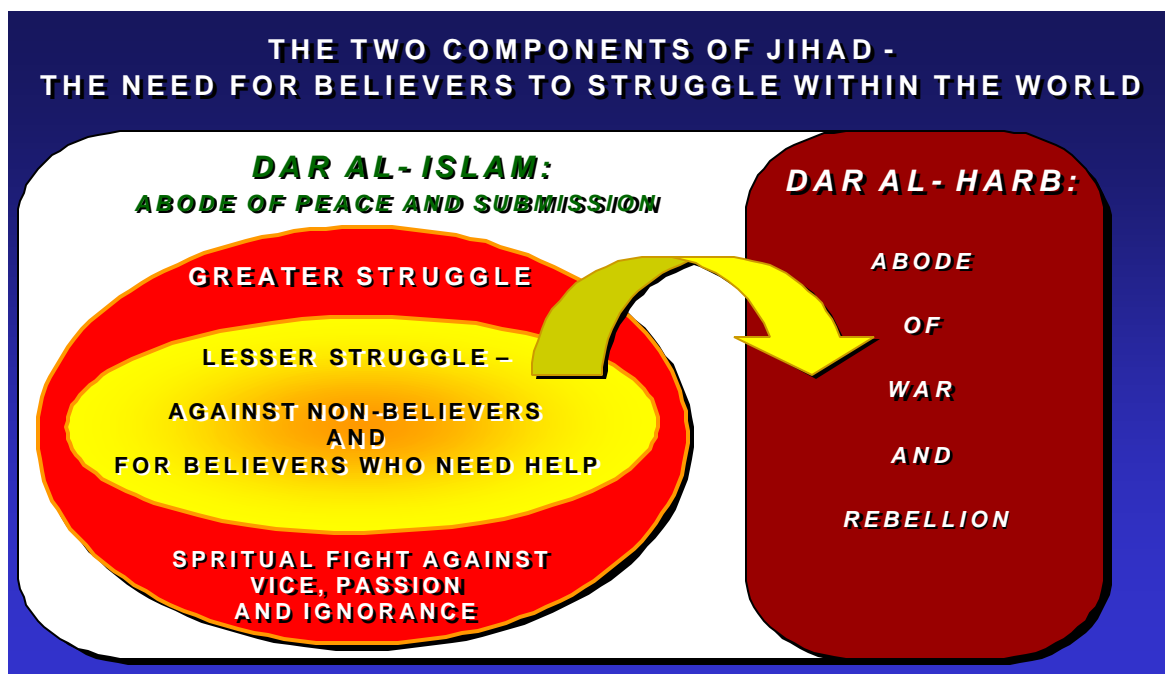 THE TWO COMPONENTS OF JIHAD -
THE NEED FOR BELIEVERS TO STRUGGLE WITHIN THE WORLD
DAR AL- ISLAM:
ABODE OF PEACE AND SUBMISSION
GREATER STRUGGLE
LESSER STRUGGLE –
AGAINST NON-BELIEVERS
AND
FOR BELIEVERS WHO NEED HELP
SPRITUAL FIGHT AGAINST
VICE, PASSION
AND IGNORANCE
DAR AL- HARB:
ABODE
OF
WAR
AND
REBELLION